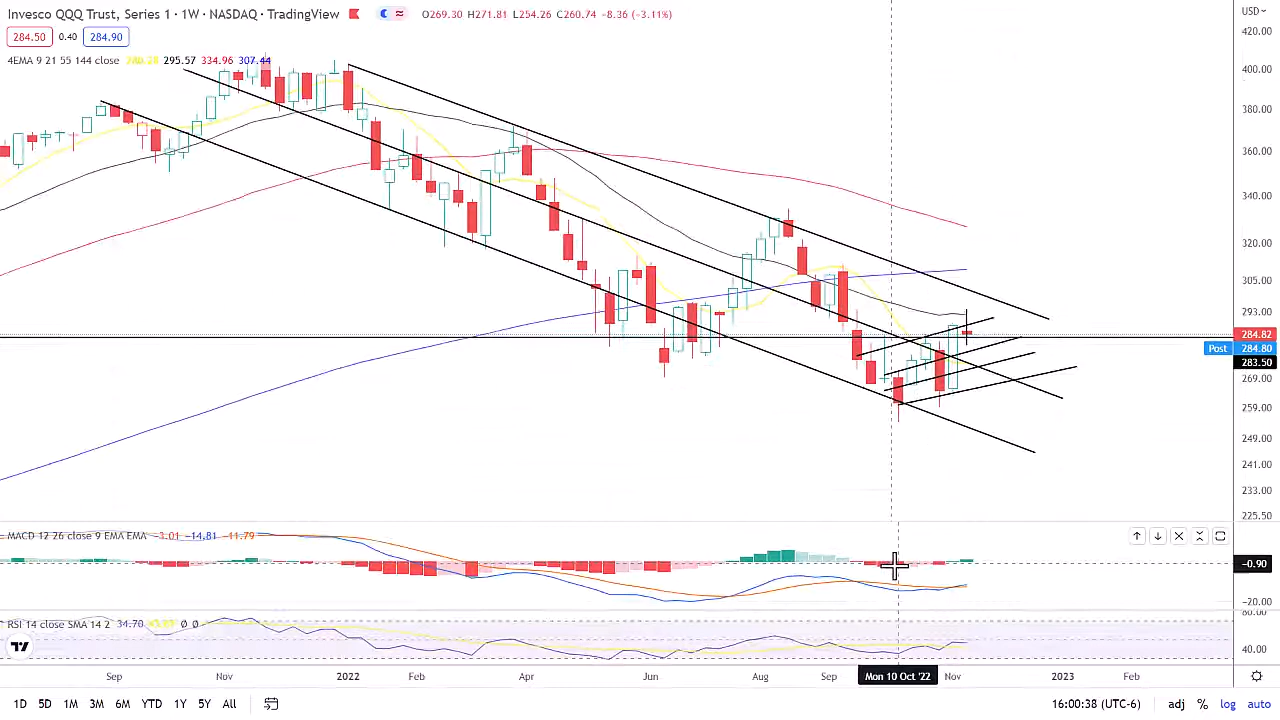 Invesco QQQ Trust, Series 1 · 1W · NASDAQ · TradingView O269.30 H271.81 L254.26 C260.74 −8.36 (−3.11%)
USD
284.50 0.40 284.90
4EMA 9 21 55 144 close 295.57 334.96 307.44
420.00
400.00
380.00
360.00
340.00
320.00
305.00
293.00
284.82
Post 284.80
283.50
269.00
259.00
249.00
241.00
233.00
225.50
MACD 12 26 close 9 EMA EMA −3.01 −14.81 −11.79
−0.90
−20.00
60.00
RSI 14 close SMA 14 2 34.70 Ø Ø
40.00
Sep Nov 2022 Feb Apr Jun Aug Sep Mon 10 Oct '22 Nov 2023 Feb
1D 5D 1M 3M 6M YTD 1Y 5Y All 16:00:38 (UTC-6) adj % log auto